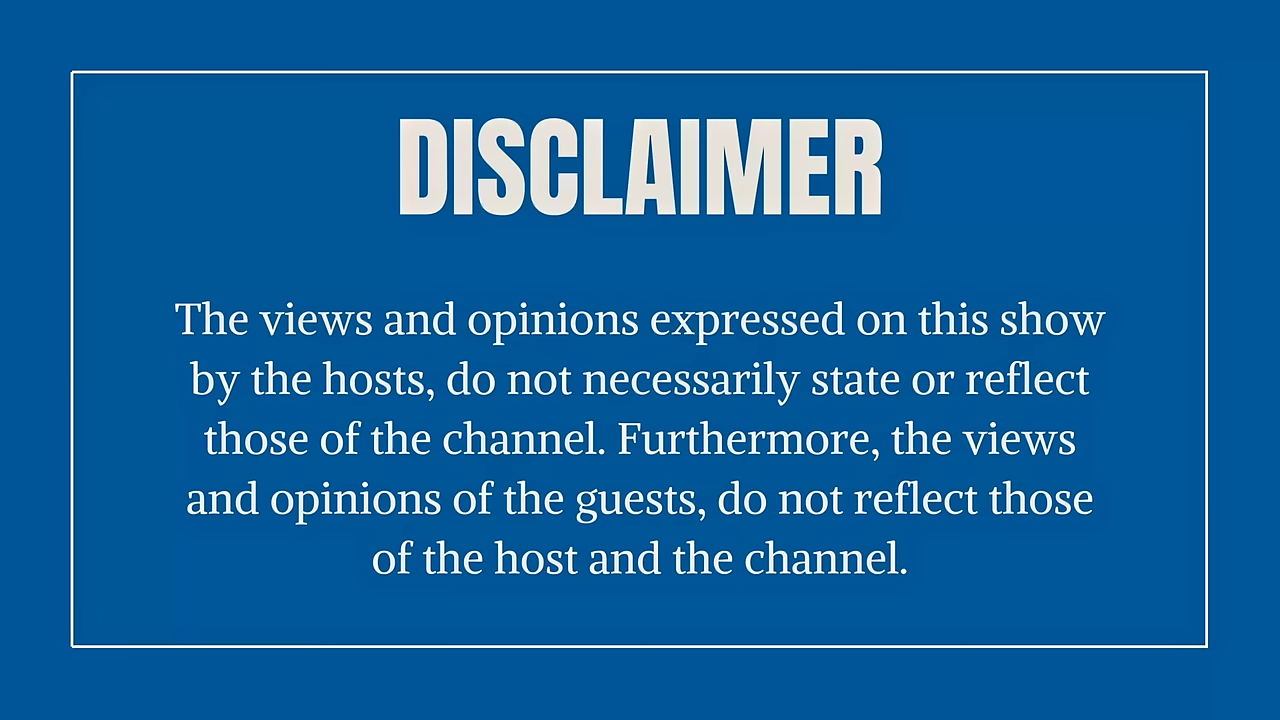 DISCLAIMER
The views and opinions expressed on this show
by the hosts, do not necessarily state or reflect
those of the channel. Furthermore, the views
and opinions of the guests, do not reflect those
of the host and the channel.